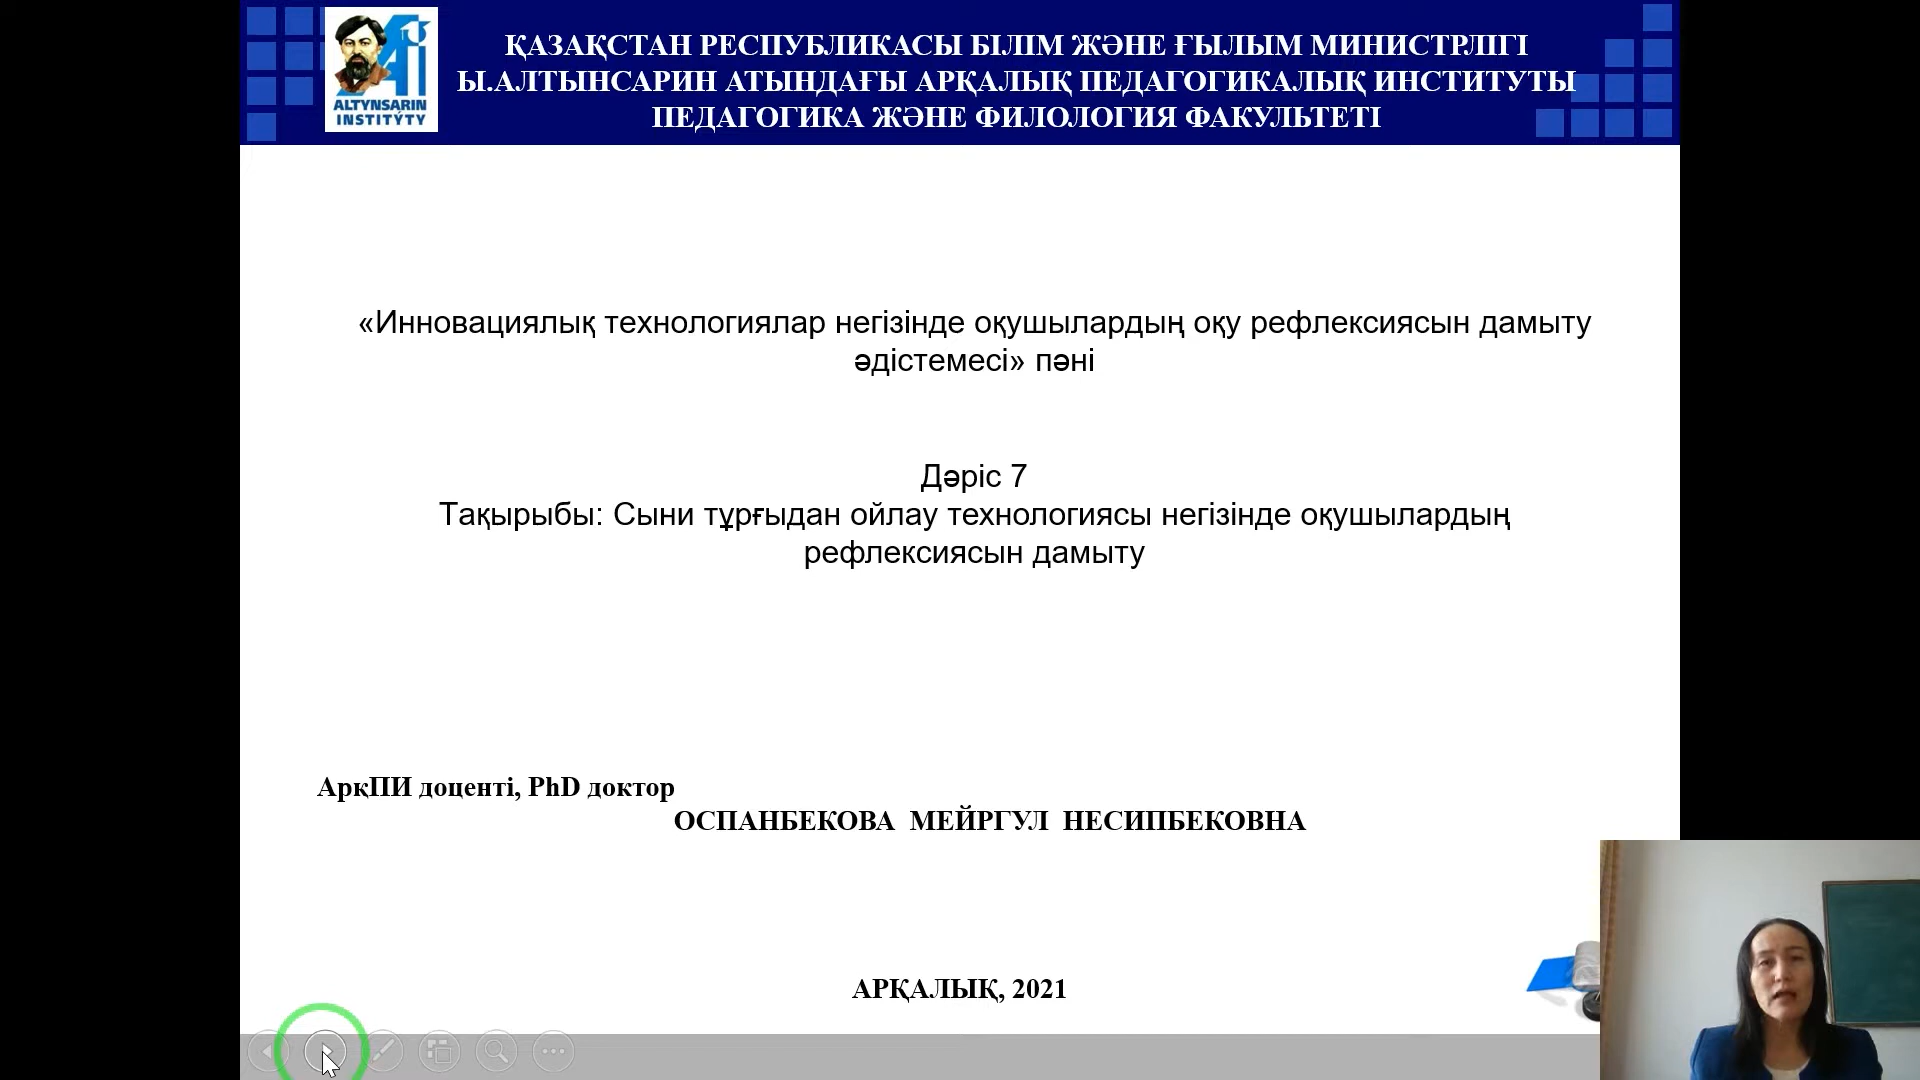 ALTYNSARIN
INSTITYTY
ҚАЗАҚСТАН РЕСПУБЛИКАСЫ БІЛІМ ЖӘНЕ ҒЫЛЫМ МИНИСТРЛІГІ
Ы.АЛТЫНСАРИН АТЫНДАҒЫ АРҚАЛЫҚ ПЕДАГОГИКАЛЫҚ ИНСТИТУТЫ
ПЕДАГОГИКА ЖӘНЕ ФИЛОЛОГИЯ ФАКУЛЬТЕТІ
«Инновациялық технологиялар негізінде оқушылардың оқу рефлексиясын дамыту
әдістемесі» пәні
Дәріс 7
Тақырыбы: Сыни тұрғыдан ойлау технологиясы негізінде оқушылардың
рефлексиясын дамыту
АрқПИ доценті, PhD доктор
ОСПАНБЕКОВА МЕЙРГУЛ НЕСИПБЕКОВНА
АРҚАЛЫҚ, 2021